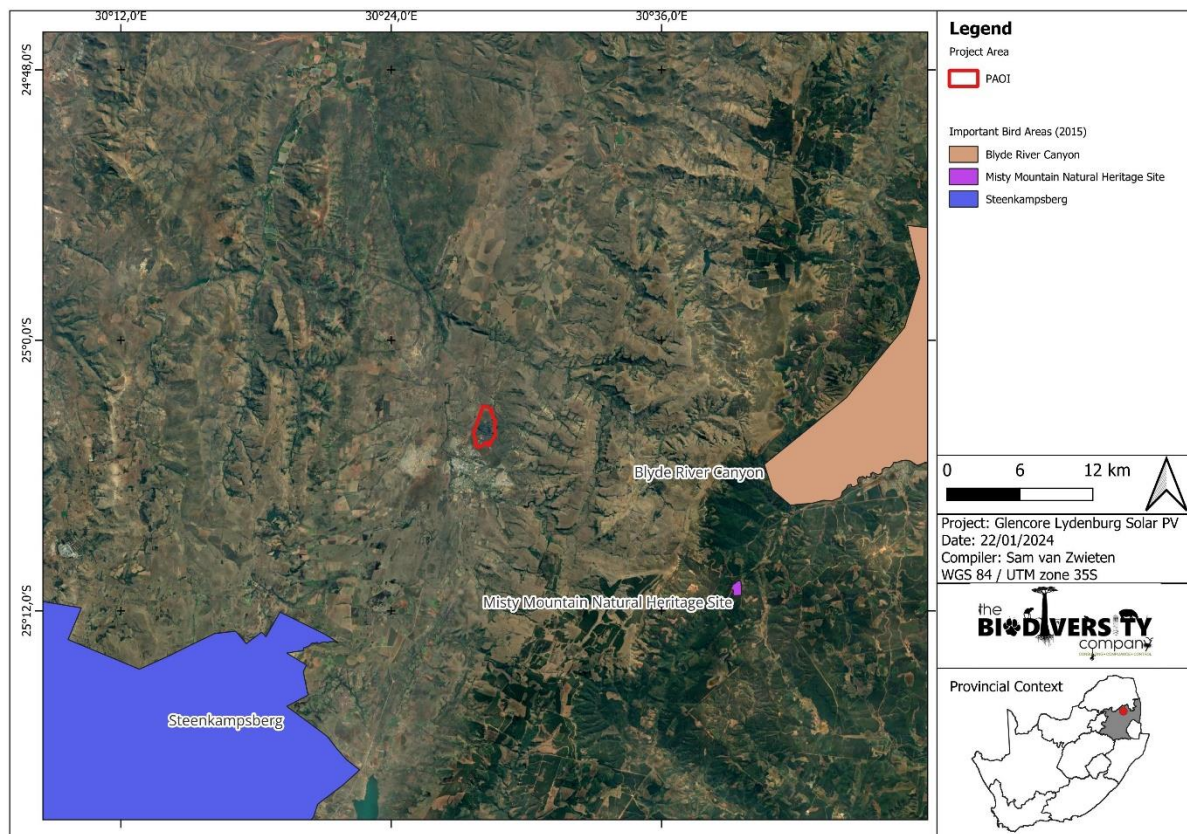 30°12,0'E 30°24,0'E 30°36,0'E
24°48,0'S
25°0,0'S
25°12,0'S
Blyde River Canyon
Misty Mountain Natural Heritage Site
Steenkampsberg
Legend
Project Area
PAOI
Important Bird Areas (2015)
Blyde River Canyon
Misty Mountain Natural Heritage Site
Steenkampsberg
0 6 12 km
Project: Glencore Lydenburg Solar PV
Date: 22/01/2024
Compiler: Sam van Zwieten
WGS 84 / UTM zone 35S
the
BIODIVERSITY
company
Provincial Context